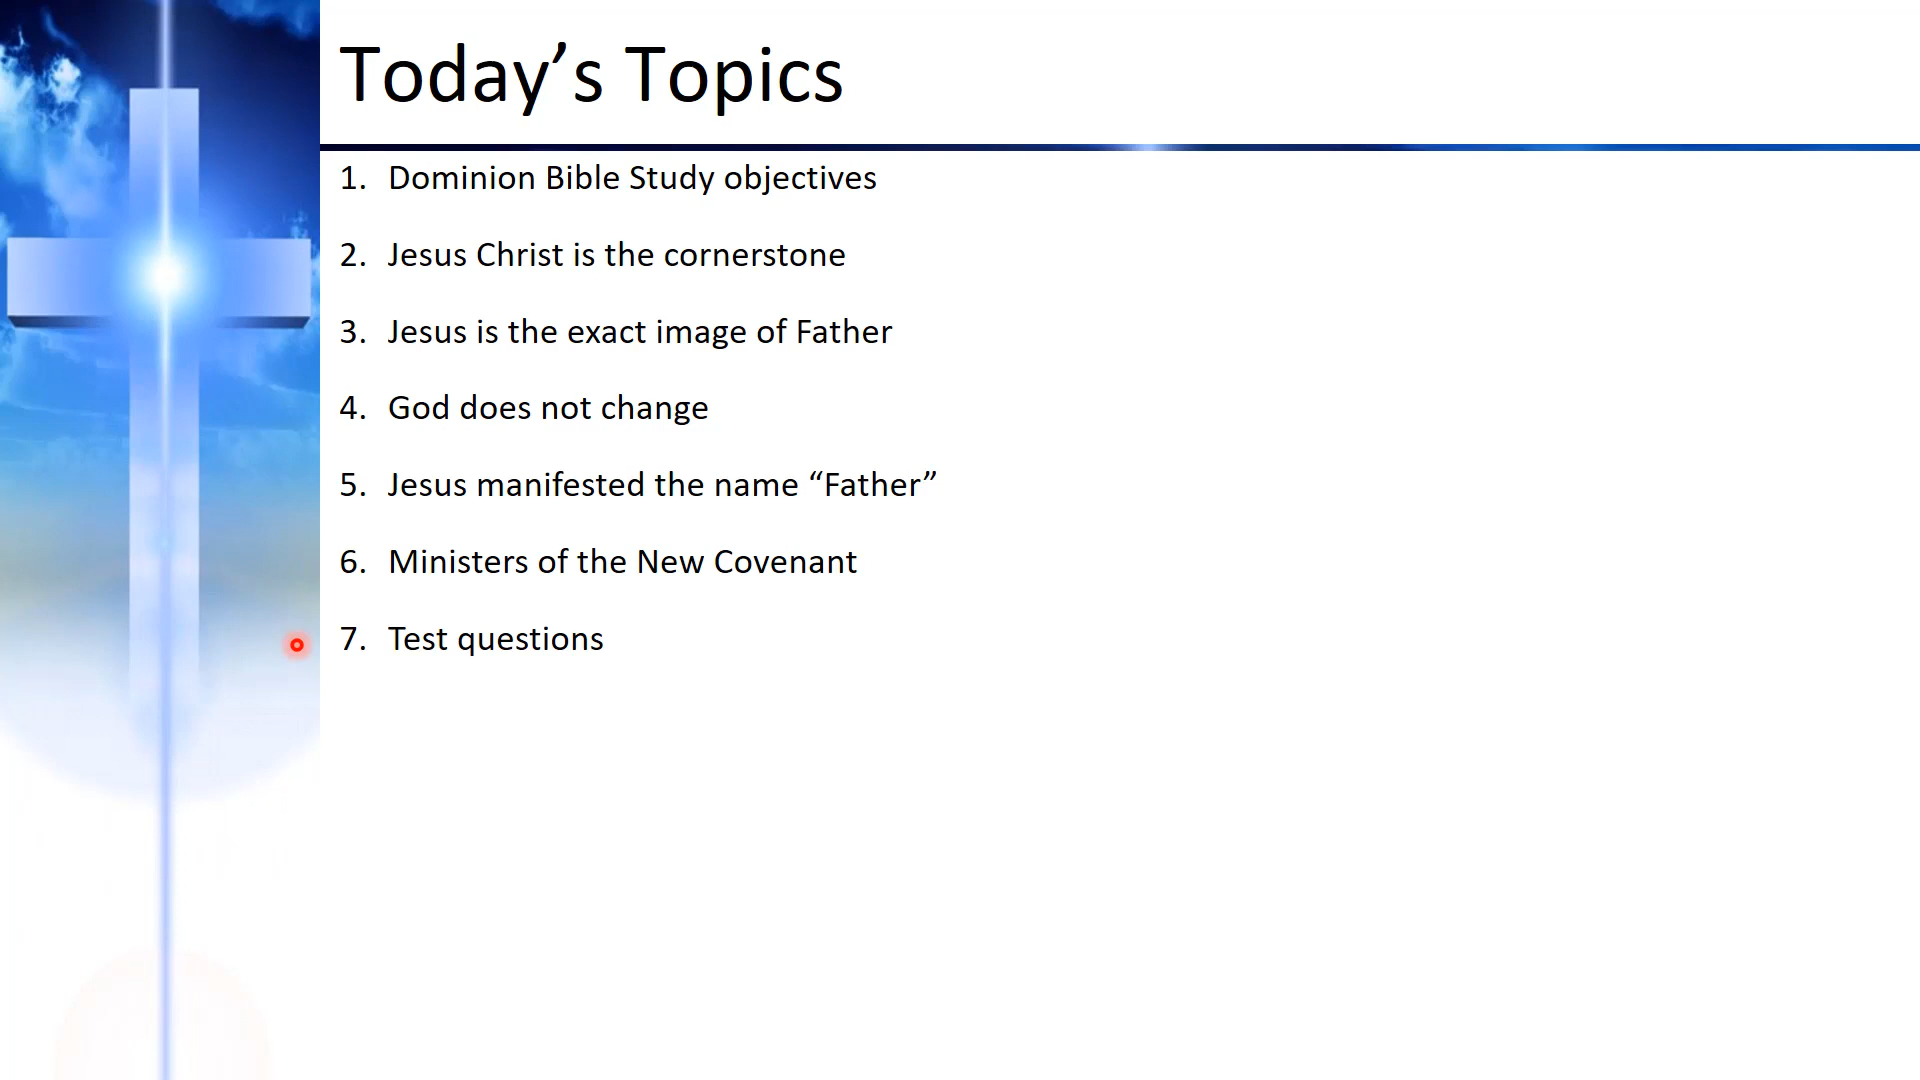 Today’s Topics
1. Dominion Bible Study objectives
2. Jesus Christ is the cornerstone
3. Jesus is the exact image of Father
4. God does not change
5. Jesus manifested the name “Father”
6. Ministers of the New Covenant
7. Test questions